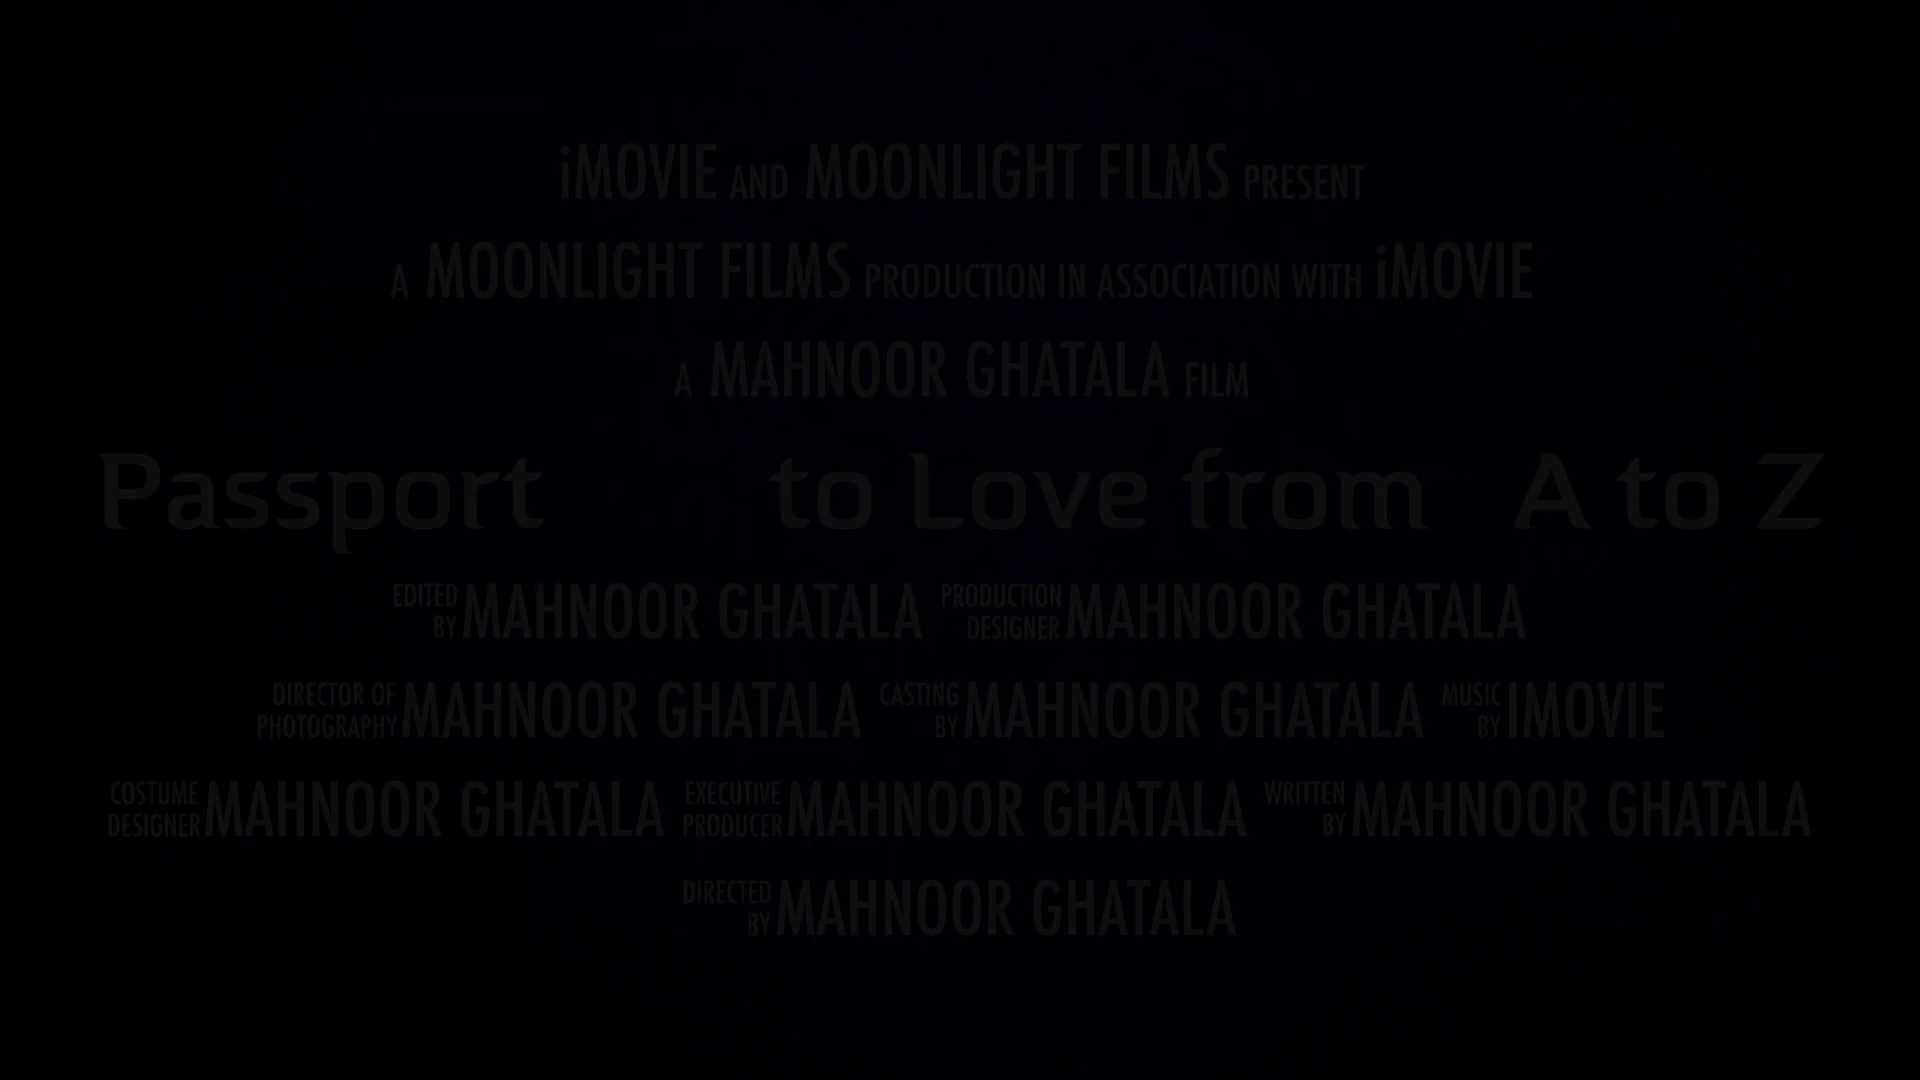 iMOVIE AND MOONLIGHT FILMS PRESENT
A MOONLIGHT FILMS PRODUCTION IN ASSOCIATION WITH iMOVIE
A MAHNOOR GHATALA FILM
Passport to Love from A to Z
EDITED BY MAHNOOR GHATALA PRODUCTION DESIGNER MAHNOOR GHATALA
DIRECTOR OF PHOTOGRAPHY MAHNOOR GHATALA CASTING BY MAHNOOR GHATALA MUSIC BY IMOVIE
COSTUME DESIGNER MAHNOOR GHATALA EXECUTIVE PRODUCER MAHNOOR GHATALA WRITTEN BY MAHNOOR GHATALA
DIRECTED BY MAHNOOR GHATALA